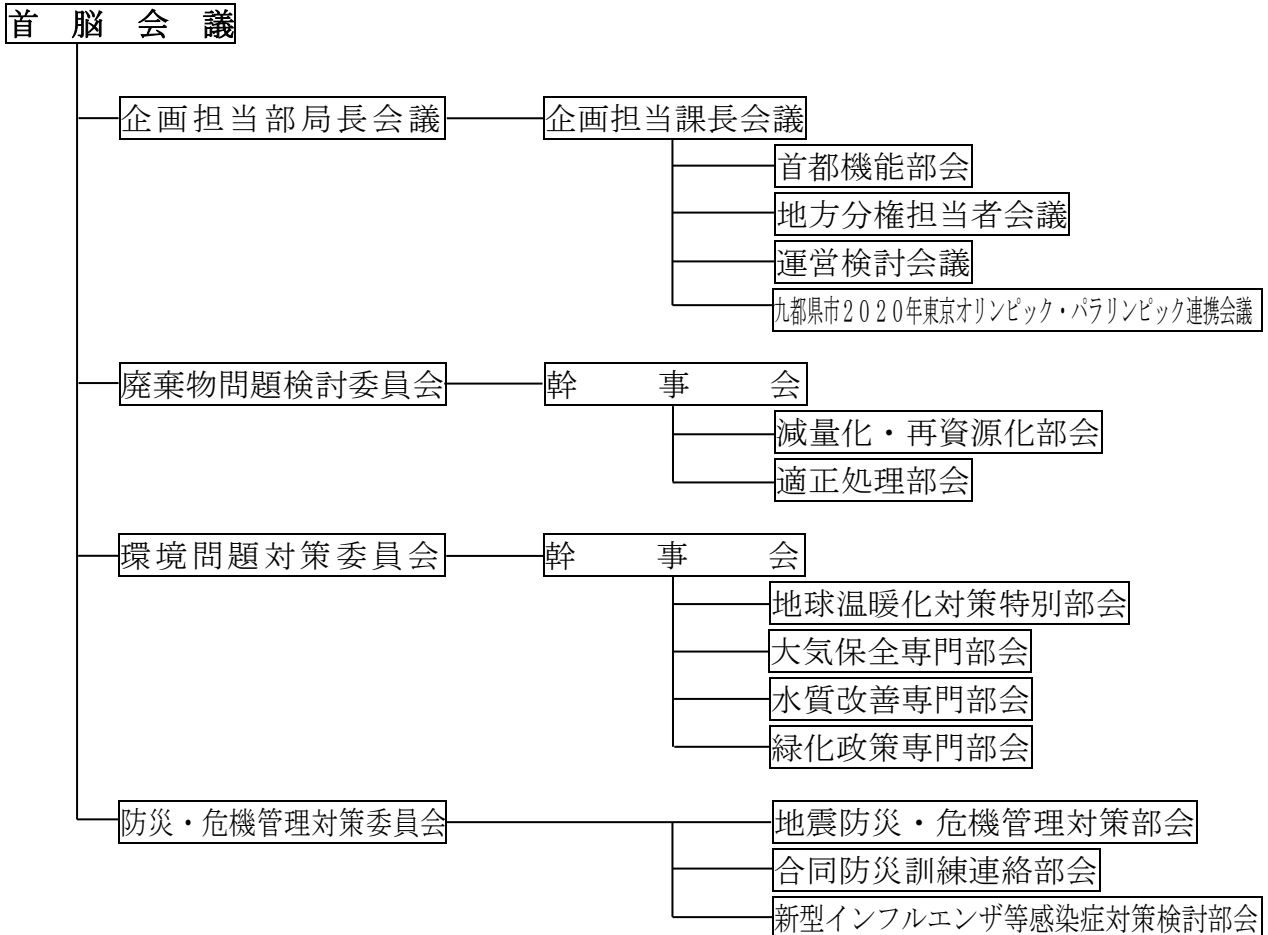 首脳会議
企画担当部局長会議
企画担当課長会議
首都機能部会
地方分権担当者会議
運営検討会議
九都県市２０２０年東京オリンピック・パラリンピック連携会議
廃棄物問題検討委員会
幹事会
減量化・再資源化部会
適正処理部会
環境問題対策委員会
幹事会
地球温暖化対策特別部会
大気保全専門部会
水質改善専門部会
緑化政策専門部会
防災・危機管理対策委員会
地震防災・危機管理対策部会
合同防災訓練連絡部会
新型インフルエンザ等感染症対策検討部会